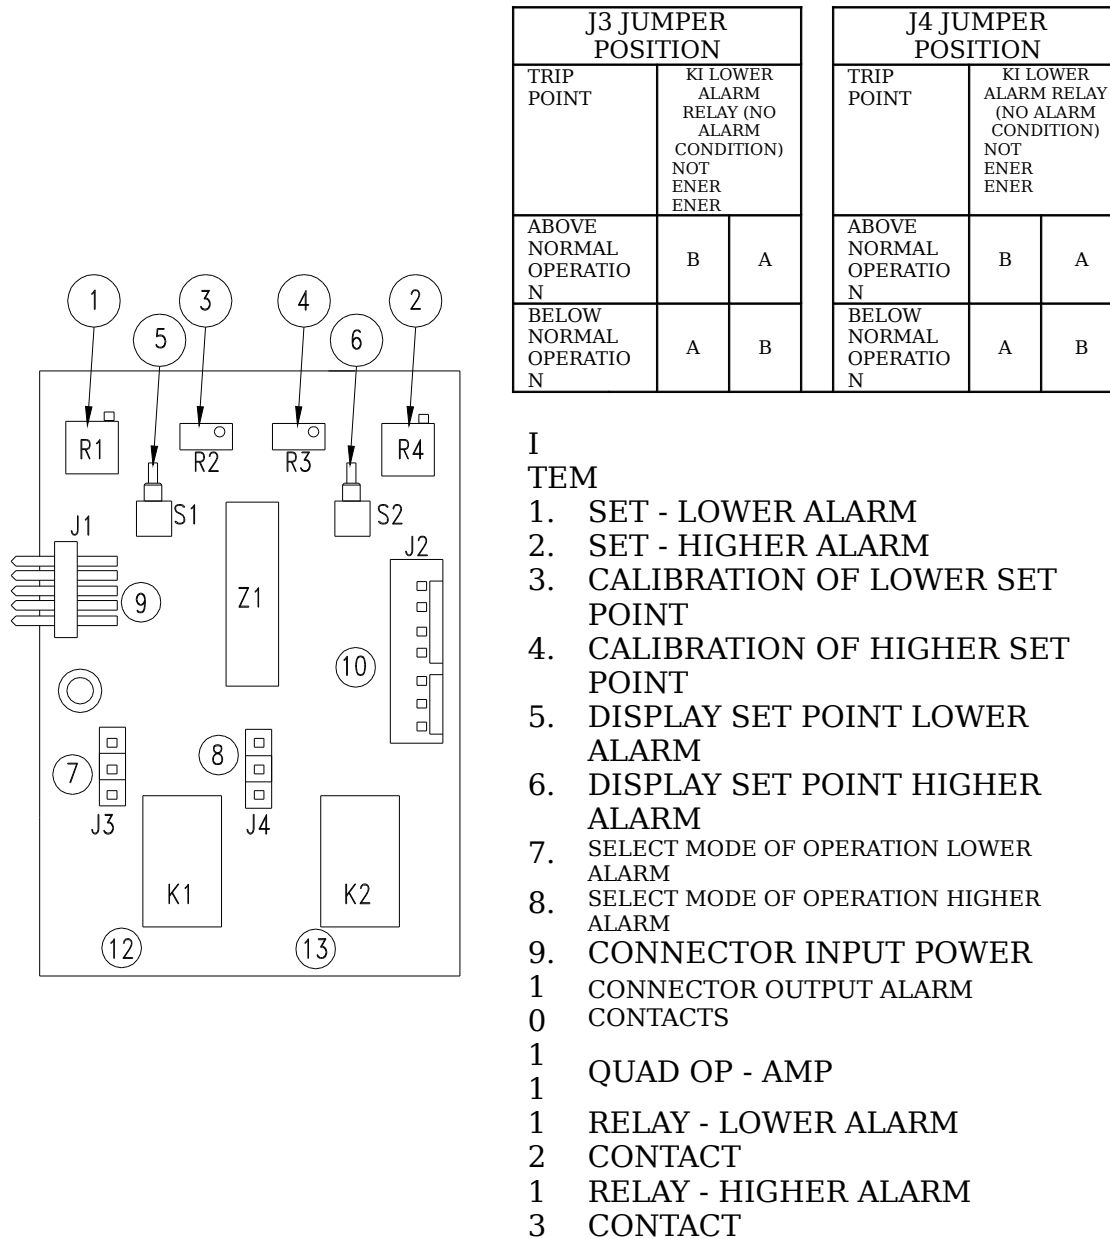 J3 JUMPER
POSITION
TRIP
POINT
KI LOWER
ALARM
RELAY (NO
ALARM
CONDITION)
NOT
ENER
ENER
ABOVE
NORMAL
OPERATIO
N
B
A
BELOW
NORMAL
OPERATIO
N
A
B
J4 JUMPER
POSITION
TRIP
POINT
KI LOWER
ALARM RELAY
(NO ALARM
CONDITION)
NOT
ENER
ENER
ABOVE
NORMAL
OPERATIO
N
B
A
BELOW
NORMAL
OPERATIO
N
A
B
1
3
4
2
5
6
R1
R2
R3
R4
S1
S2
J1
J2
Z1
9
10
7
8
J3
J4
K1
K2
12
13
I
TEM
1. SET - LOWER ALARM
2. SET - HIGHER ALARM
3. CALIBRATION OF LOWER SET
POINT
4. CALIBRATION OF HIGHER SET
POINT
5. DISPLAY SET POINT LOWER
ALARM
6. DISPLAY SET POINT HIGHER
ALARM
7. SELECT MODE OF OPERATION LOWER
ALARM
8. SELECT MODE OF OPERATION HIGHER
ALARM
9. CONNECTOR INPUT POWER
1 CONNECTOR OUTPUT ALARM
0 CONTACTS
1
1 QUAD OP - AMP
1 RELAY - LOWER ALARM
2 CONTACT
1 RELAY - HIGHER ALARM
3 CONTACT